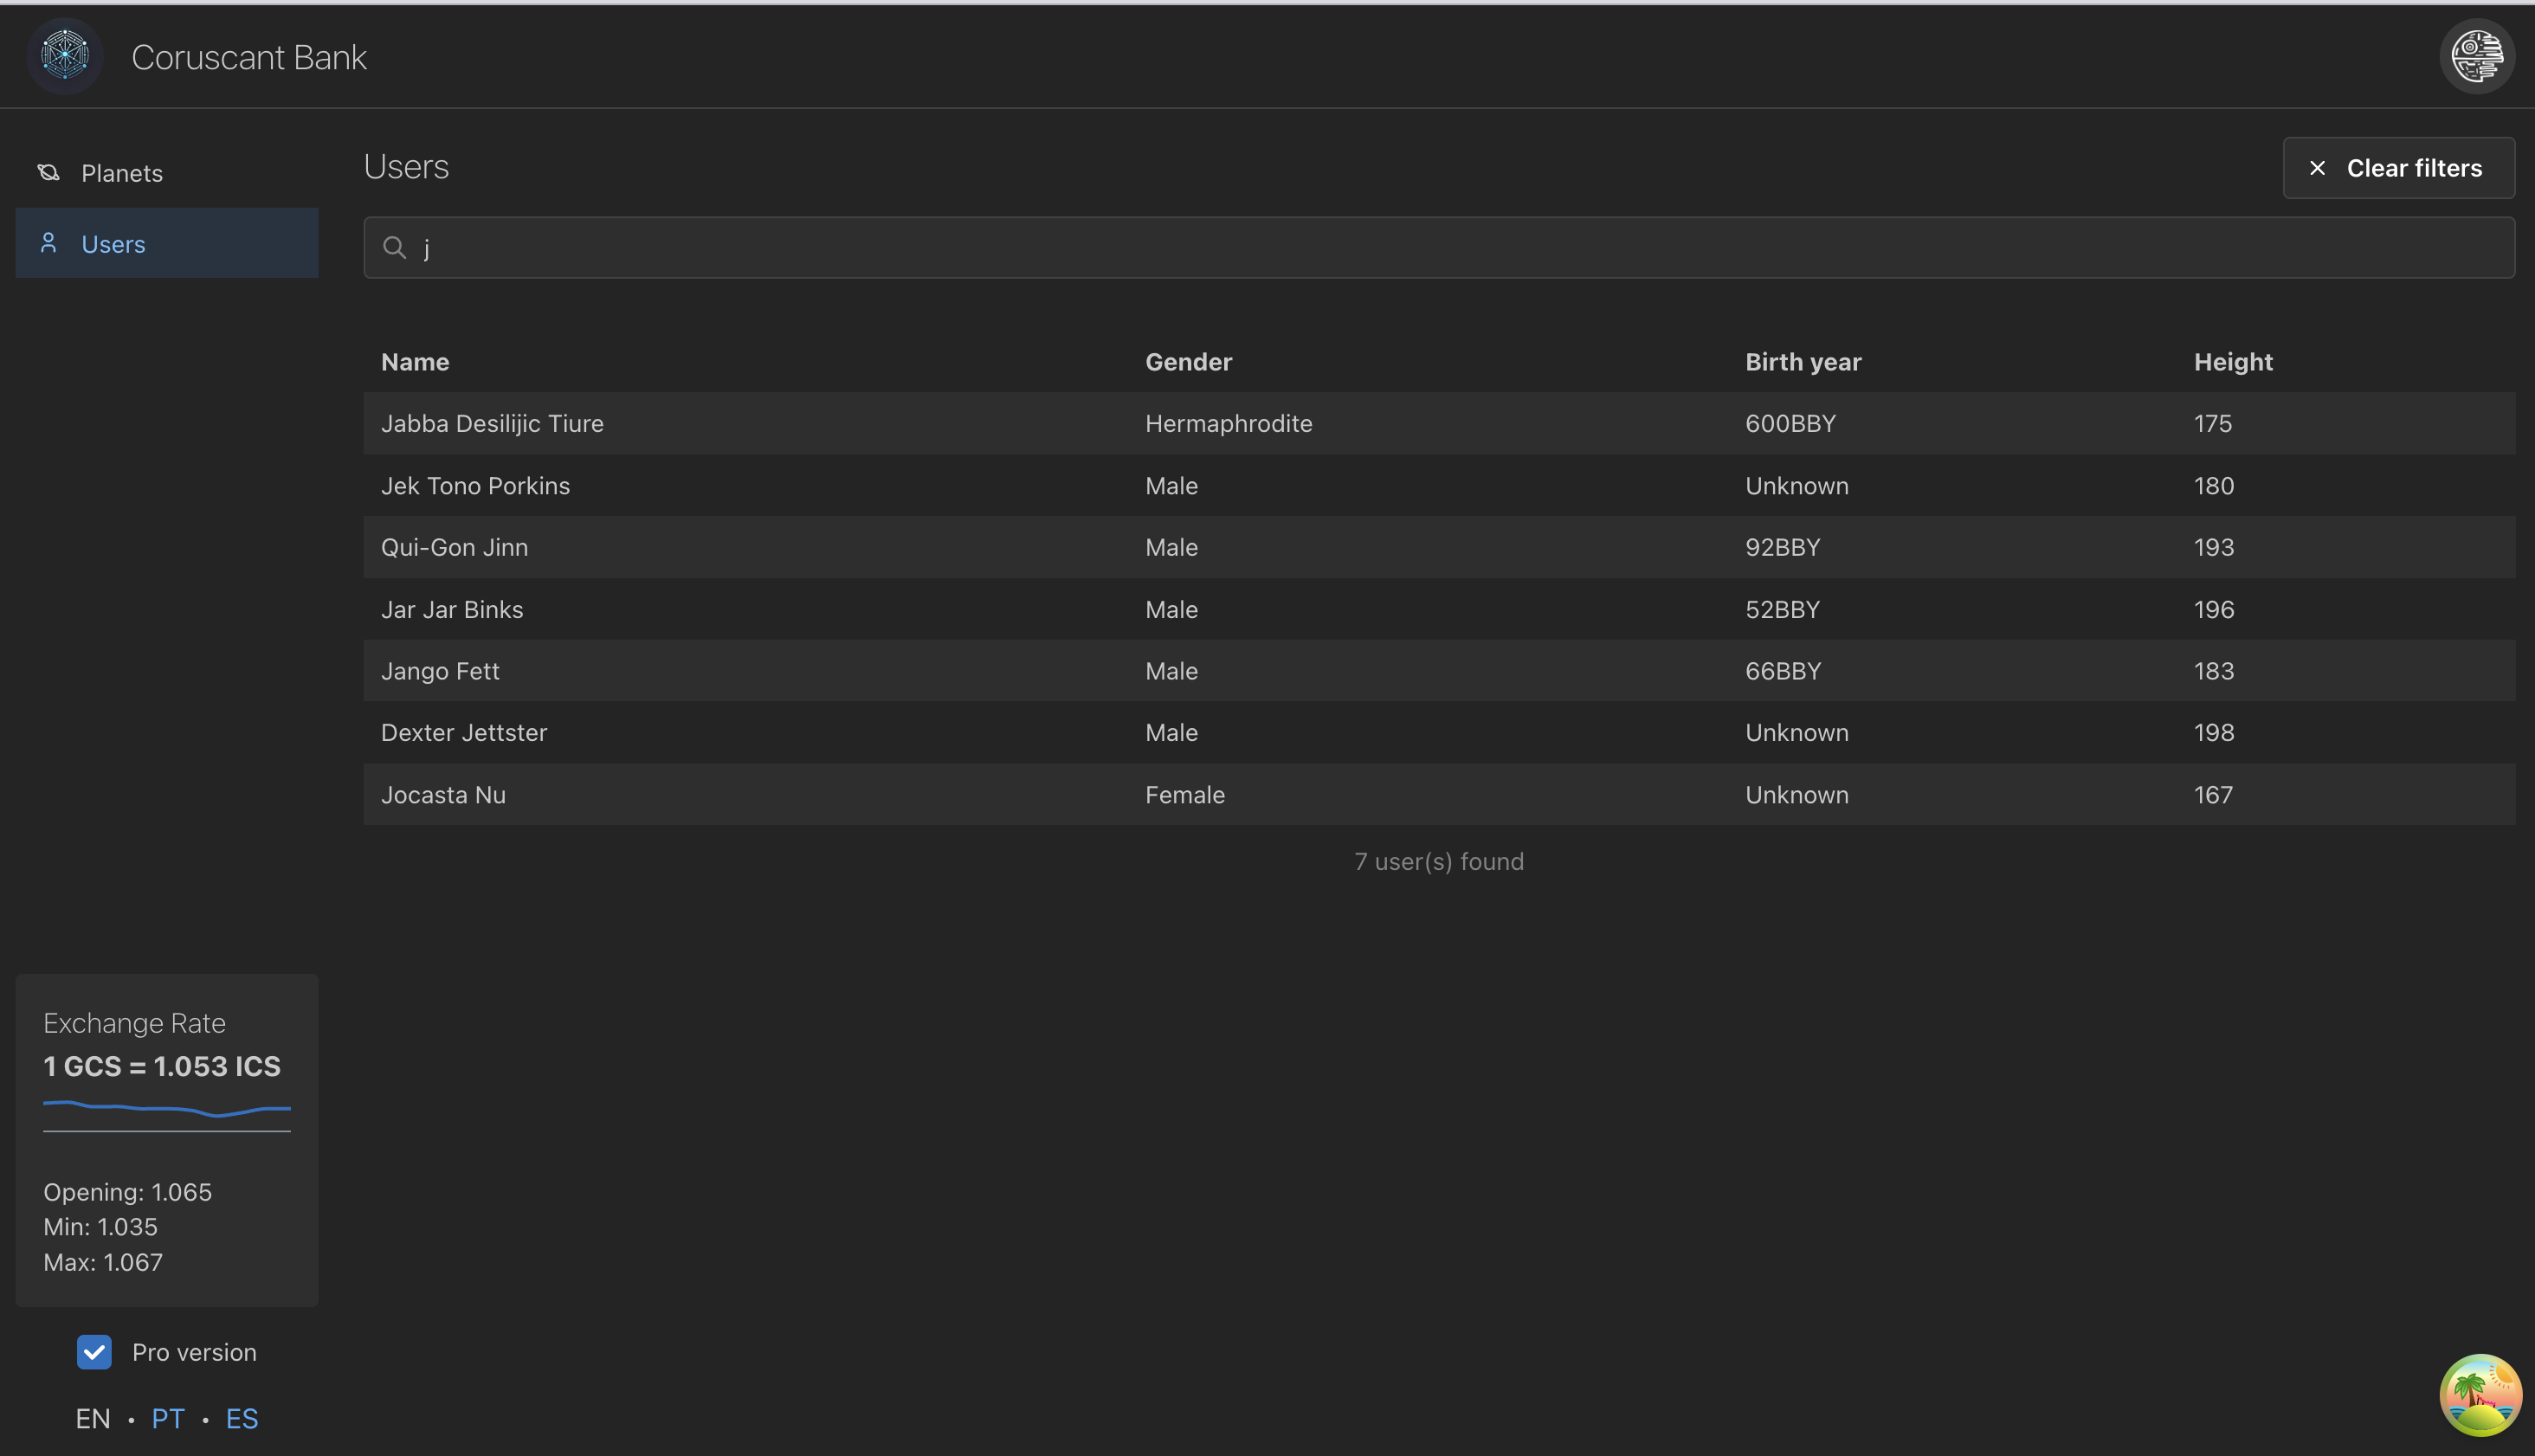 Coruscant Bank
Planets
Users
Users
Clear filters
j
Name Gender Birth year Height
Jabba Desilijic Tiure Hermaphrodite 600BBY 175
Jek Tono Porkins Male Unknown 180
Qui-Gon Jinn Male 92BBY 193
Jar Jar Binks Male 52BBY 196
Jango Fett Male 66BBY 183
Dexter Jettster Male Unknown 198
Jocasta Nu Female Unknown 167
7 user(s) found
Exchange Rate
1 GCS = 1.053 ICS
Opening: 1.065
Min: 1.035
Max: 1.067
Pro version
EN • PT • ES